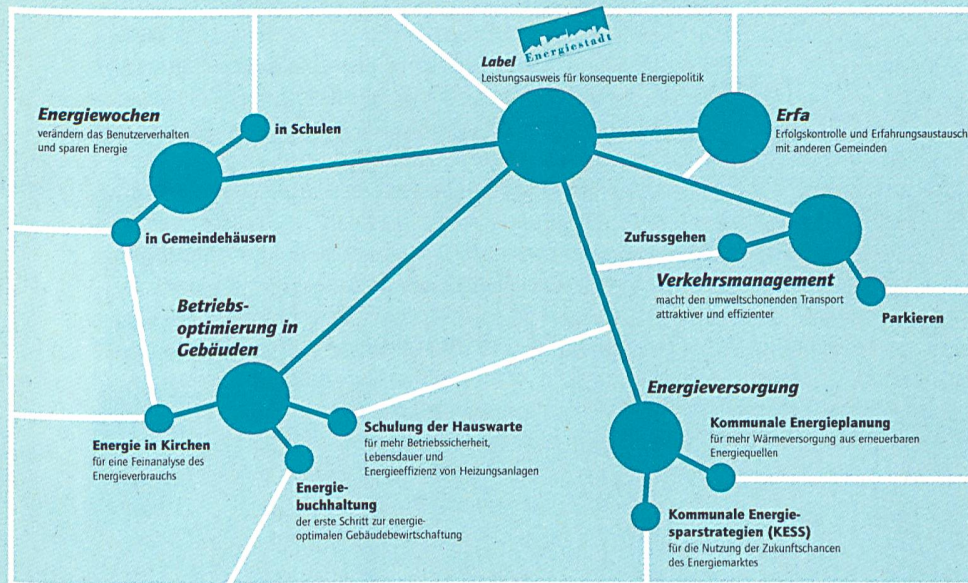 Label
Energiestadt
Leistungsausweis für konsequente Energiepolitik
Energiewochen
verändern das Benutzerverhalten
und sparen Energie
in Schulen
in Gemeindehäusern
Erfa
Erfolgskontrolle und Erfahrungsaustausch
mit anderen Gemeinden
Zufussgehen
Verkehrsmanagement
macht den umweltschonenden Transport
attraktiver und effizienter
Parkieren
Betriebs-
optimierung in
Gebäuden
Energie in Kirchen
für eine Feinanalyse des
Energieverbrauchs
Schulung der Hauswarte
für mehr Betriebssicherheit,
Lebensdauer und
Energieeffizienz von Heizungsanlagen
Energie-
buchhaltung
der erste Schritt zur energie-
optimalen Gebäudebewirtschaftung
Energieversorgung
Kommunale Energieplanung
für mehr Wärmeversorgung aus erneuerbaren
Energiequellen
Kommunale Energie-
sparstrategien (KESS)
für die Nutzung der Zukunftschancen
des Energiemarktes